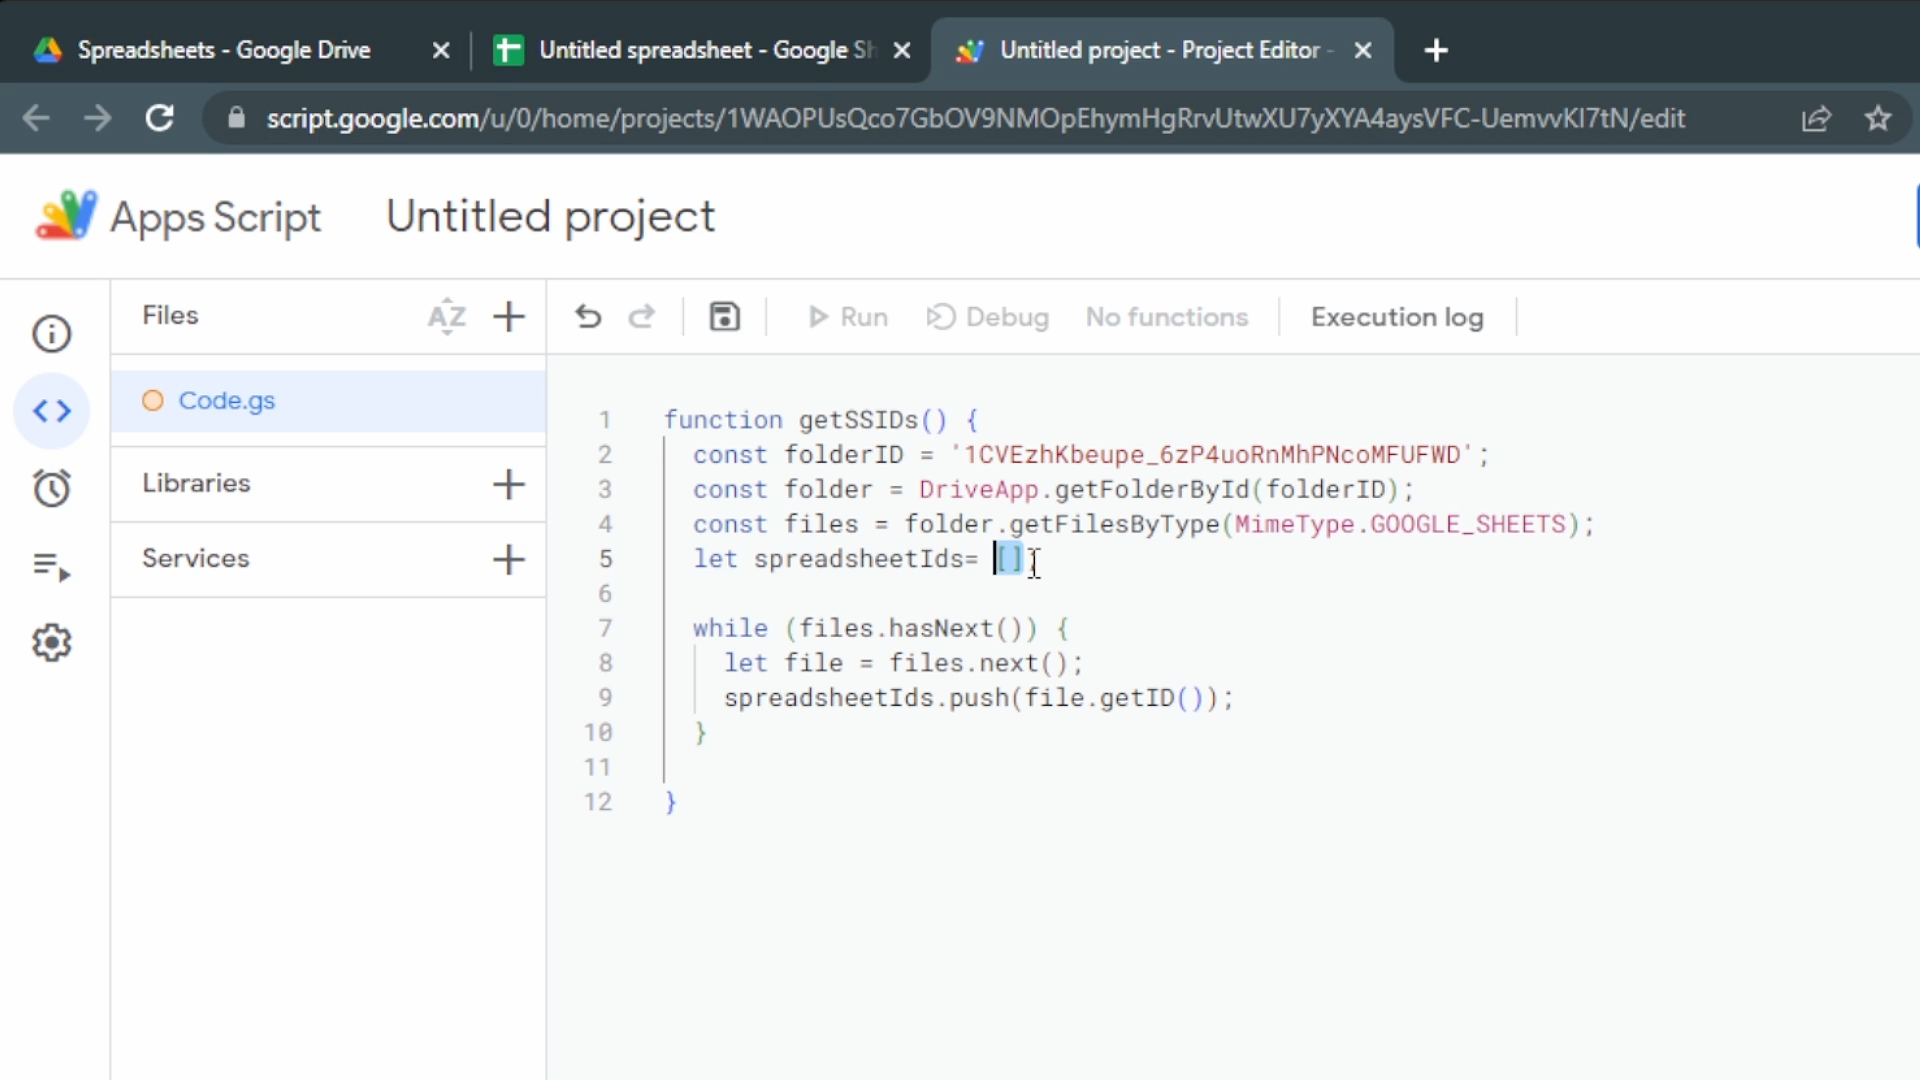 Spreadsheets - Google Drive
Untitled spreadsheet - Google Sh
Untitled project - Project Editor -
script.google.com/u/0/home/projects/1WAOPUsQco7GbOV9NMOpEhymHgRrvUtwXU7yXYA4aysVFC-UemvvKI7tN/edit
Apps Script Untitled project
Files
AZ
Run Debug No functions Execution log
Code.gs
Libraries
Services
1 function getSSIDs() {
2 const folderID = '1CVEzhKbeupe_6zP4uoRnMhPNcoMFUFWD';
3 const folder = DriveApp.getFolderById(folderID);
4 const files = folder.getFilesByType(MimeType.GOOGLE_SHEETS);
5 let spreadsheetIds= [];
6
7 while (files.hasNext()) {
8 let file = files.next();
9 spreadsheetIds.push(file.getID());
10 }
11
12 }